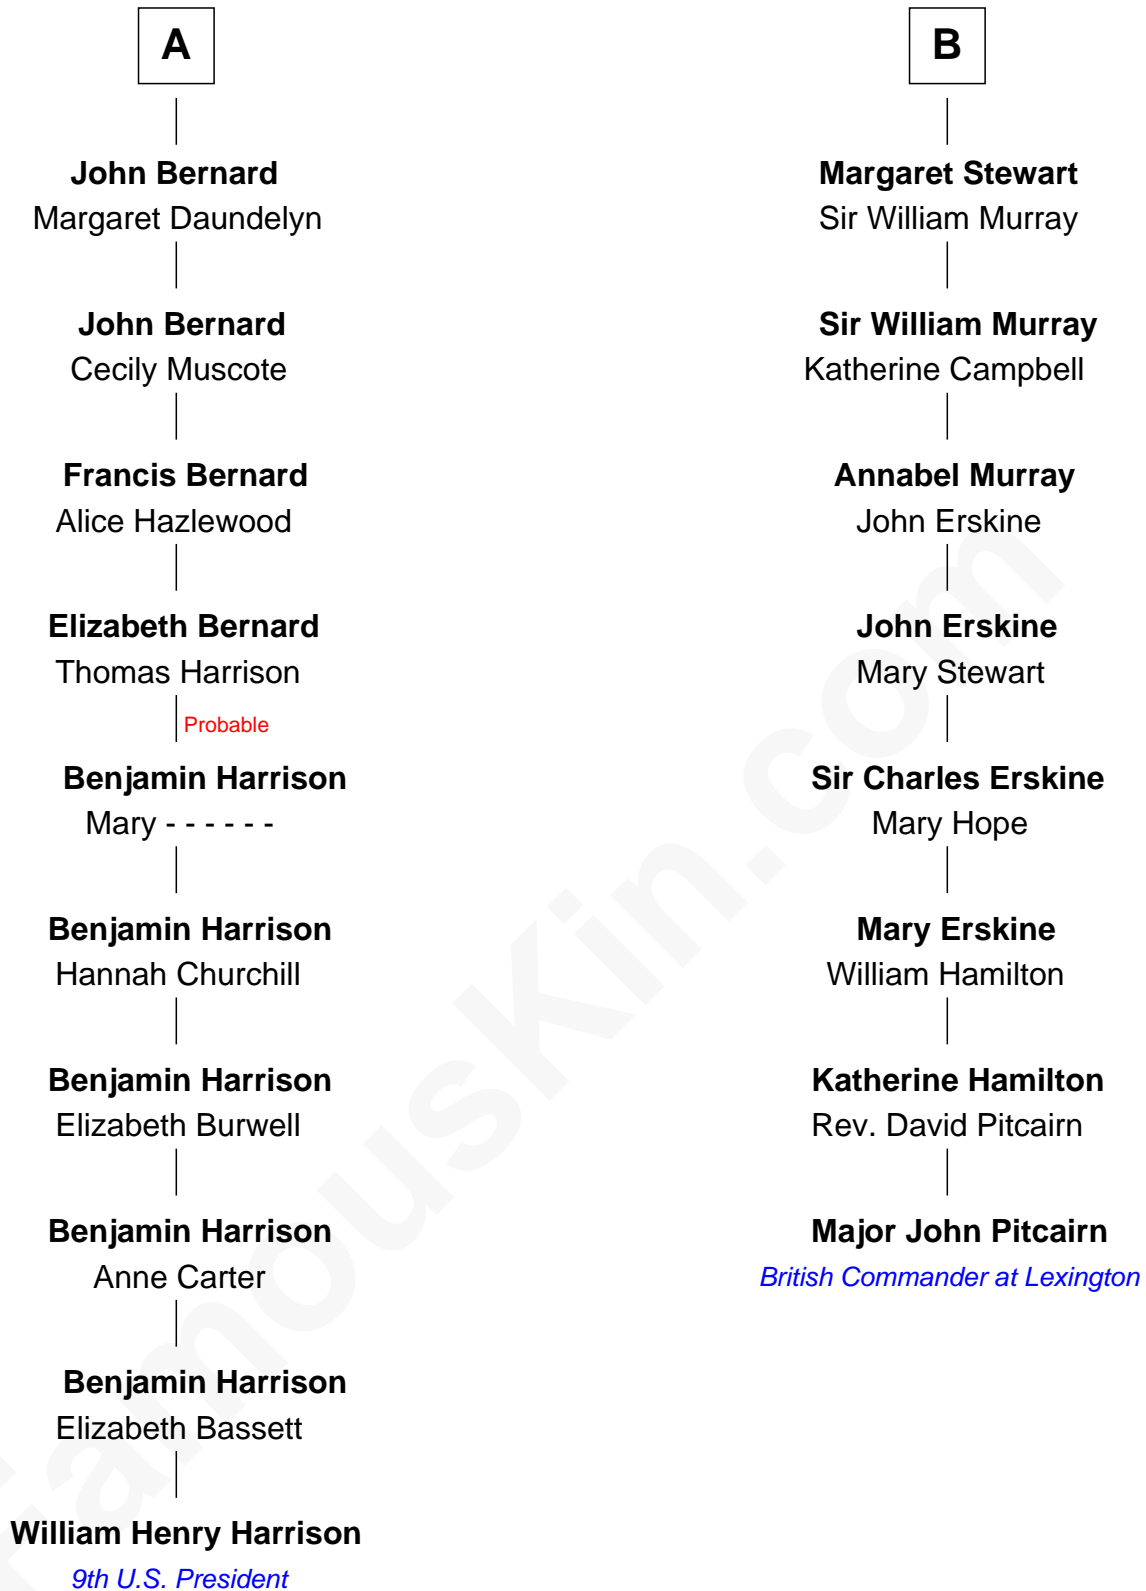 A
John Bernard
Margaret Daundelyn
John Bernard
Cecily Muscote
Francis Bernard
Alice Hazlewood
Elizabeth Bernard
Thomas Harrison
Probable
Benjamin Harrison
Mary - - - - - -
Benjamin Harrison
Hannah Churchill
Benjamin Harrison
Elizabeth Burwell
Benjamin Harrison
Anne Carter
Benjamin Harrison
Elizabeth Bassett
William Henry Harrison
9th U.S. President
B
Margaret Stewart
Sir William Murray
Sir William Murray
Katherine Campbell
Annabel Murray
John Erskine
John Erskine
Mary Stewart
Sir Charles Erskine
Mary Hope
Mary Erskine
William Hamilton
Katherine Hamilton
Rev. David Pitcairn
Major John Pitcairn
British Commander at Lexington
FamousKin.com